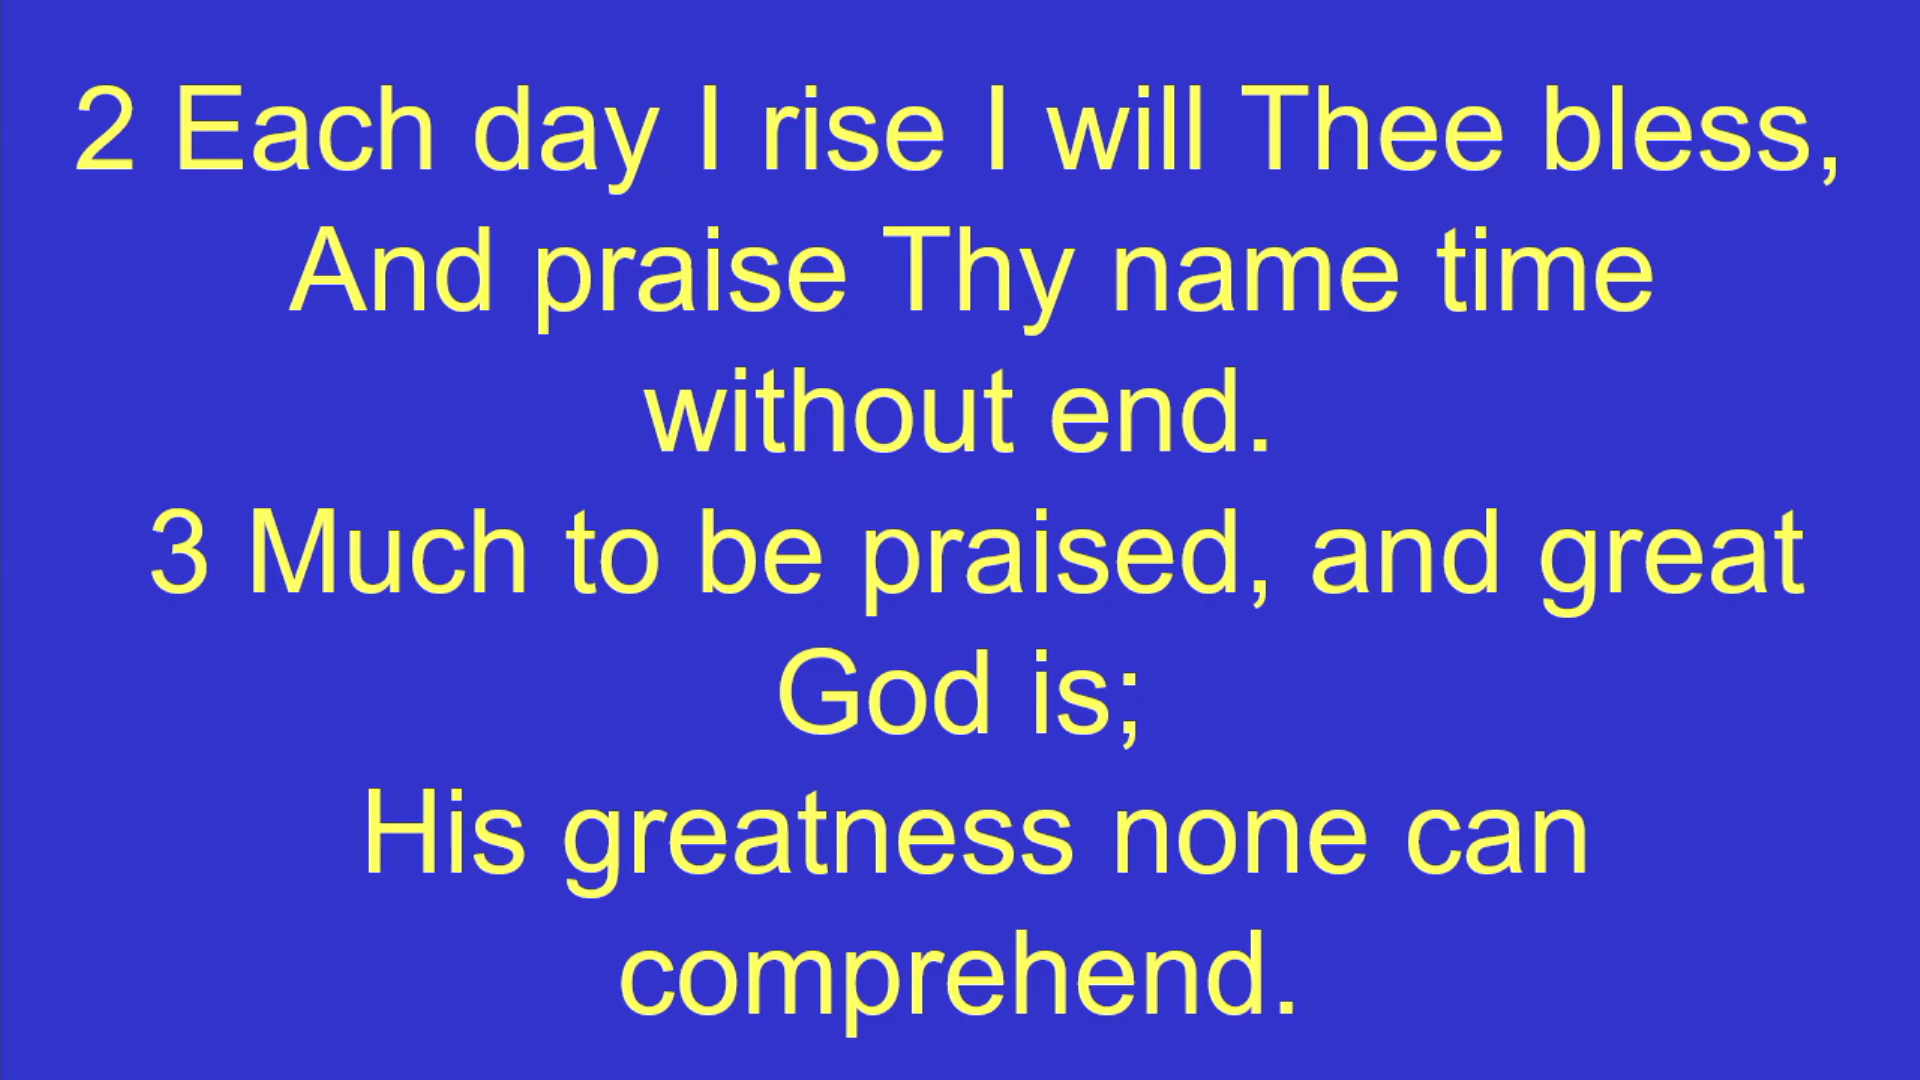 2 Each day I rise I will Thee bless,
And praise Thy name time
without end.
3 Much to be praised, and great
God is;
His greatness none can
comprehend.